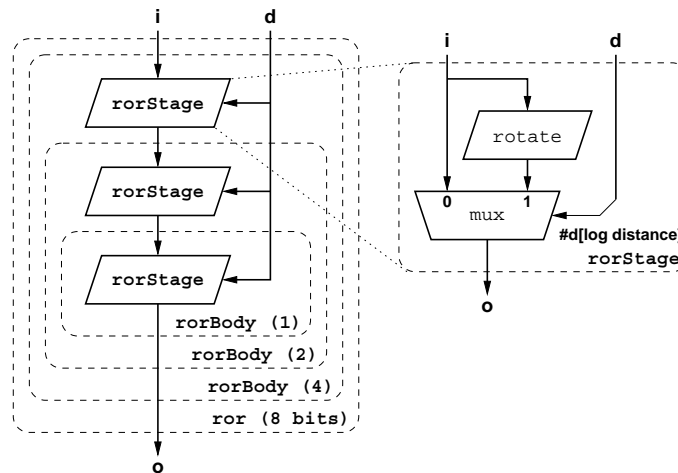 i
d
rorStage
rorStage
rorStage
rorBody (1)
rorBody (2)
rorBody (4)
ror (8 bits)
o
i
d
rotate
0
1
mux
#d[log distance]
rorStage
o